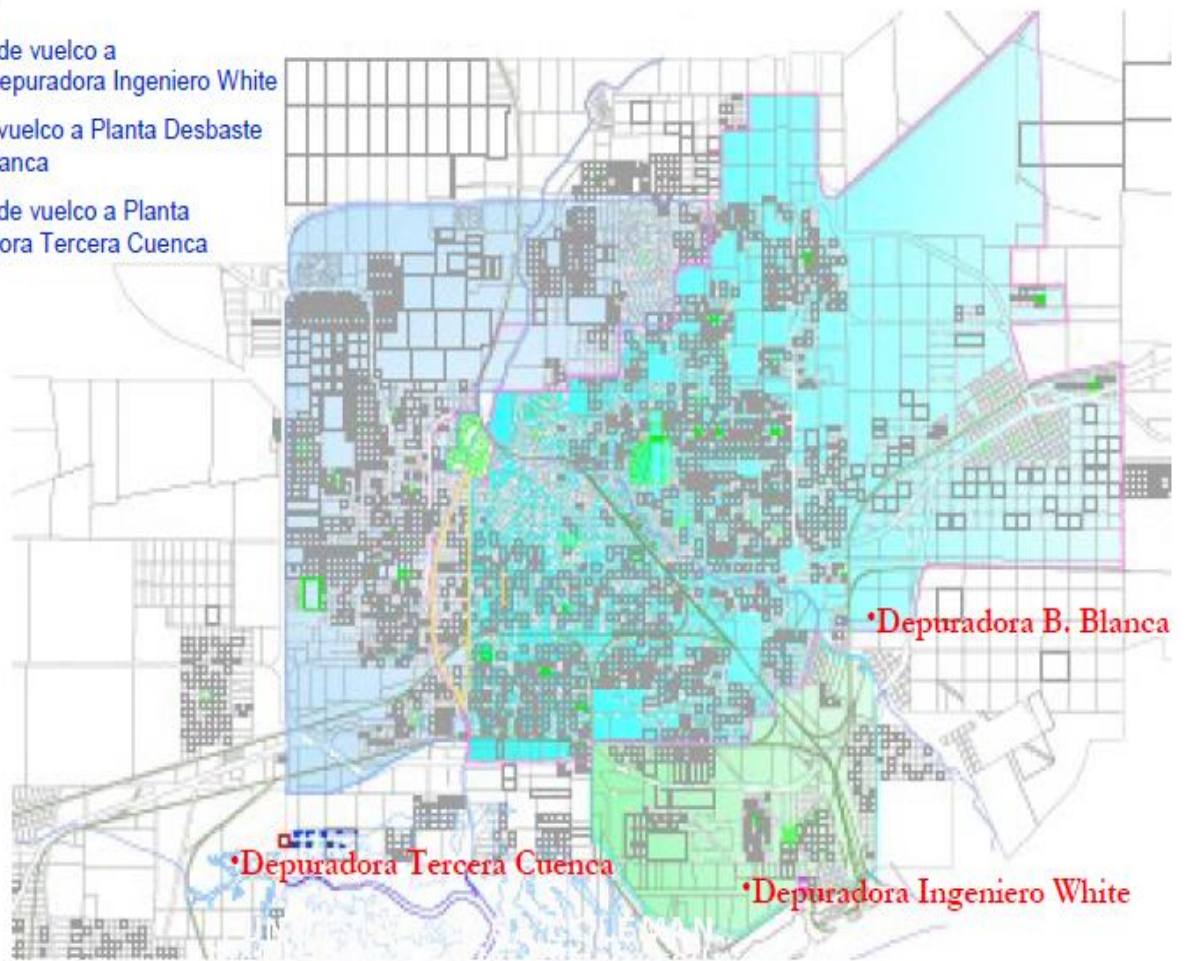 de vuelco a
epuradora Ingeniero White
vuelco a Planta Desbaste
lanca
de vuelco a Planta
ora Tercera Cuenca
•Depuradora B. Blanca
•Depuradora Tercera Cuenca
•Depuradora Ingeniero White